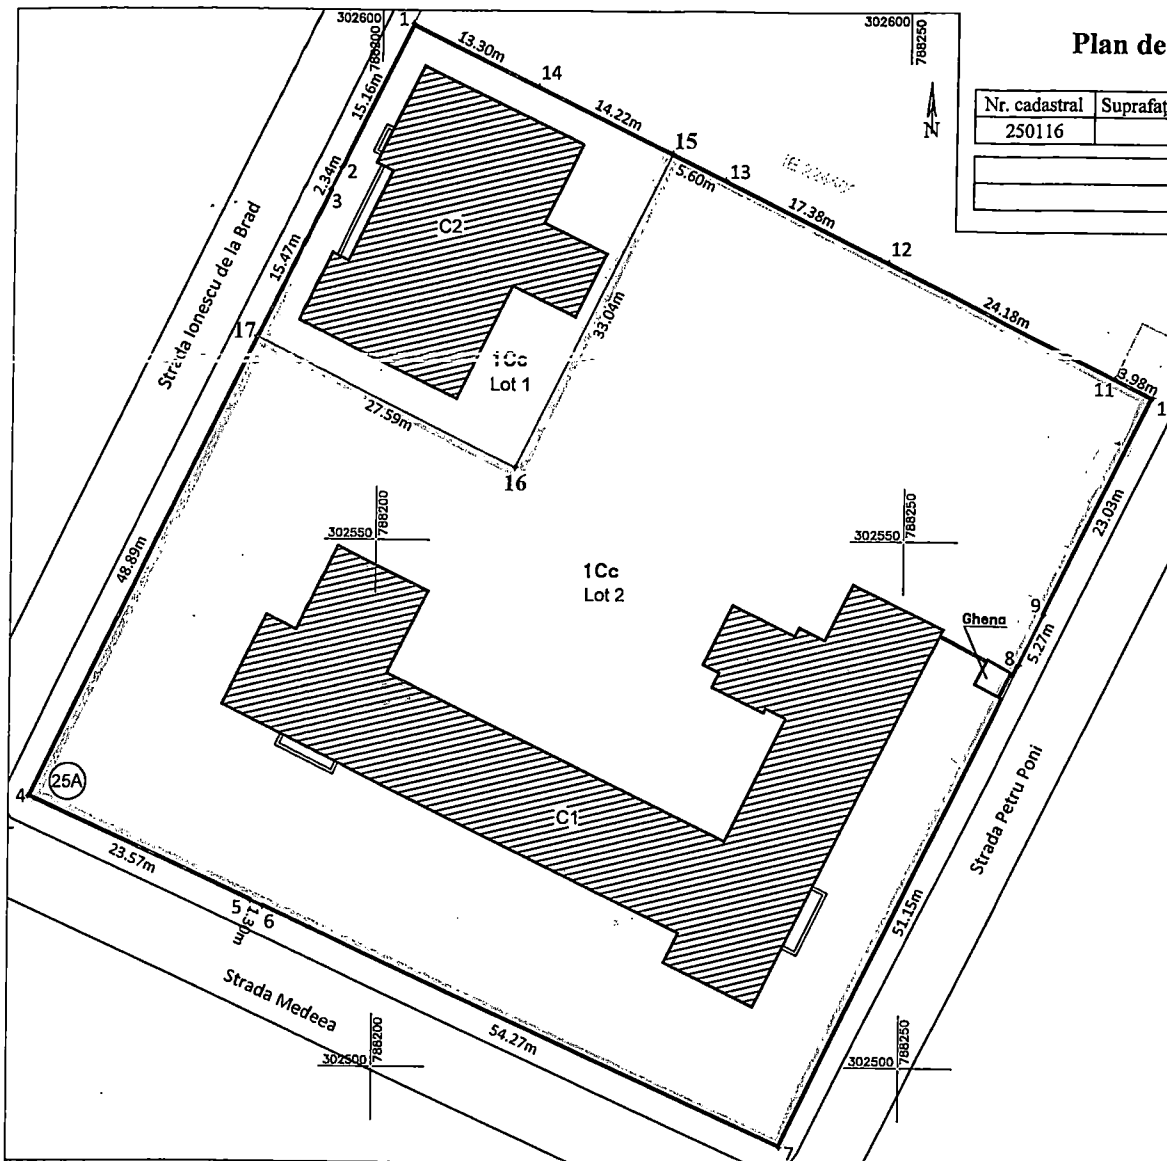 302600
788200
302600
788250
Plan de
Nr. cadastral
Suprafaț
250116
N
1
13.30m
14
14.22m
15
5.60m
13
17.38m
12
24.18m
11
3.98m
1
15.16m
2
2.34m
3
15.47m
17
C2
33.04m
1Cc
Lot 1
27.59m
16
Strada Ionescu de la Brad
302550
788200
302550
788250
23.03m
48.89m
1Cc
Lot 2
Ghena
9
5.27m
8
4
25A
C1
Strada Petru Poni
23.57m
5
1.30m
6
51.15m
Strada Medeea
54.27m
302500
788200
302500
788250
7